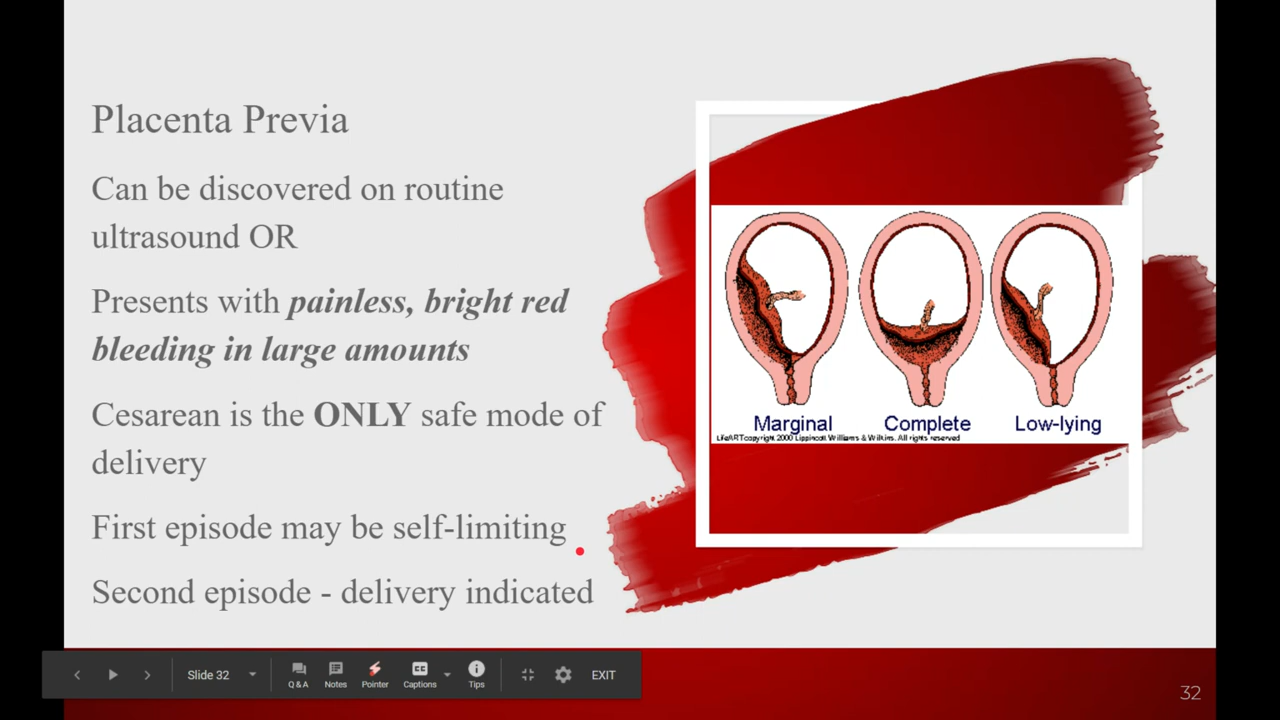 Placenta Previa
Can be discovered on routine
ultrasound OR
Presents with painless, bright red
bleeding in large amounts
Cesarean is the ONLY safe mode of
delivery
First episode may be self-limiting
Second episode - delivery indicated
Marginal Complete Low-lying
LifeART copyright 2000 Lippincott Williams & Wilkins. All rights reserved
Slide 32 Q & A Notes Pointer CC Captions Tips EXIT
32